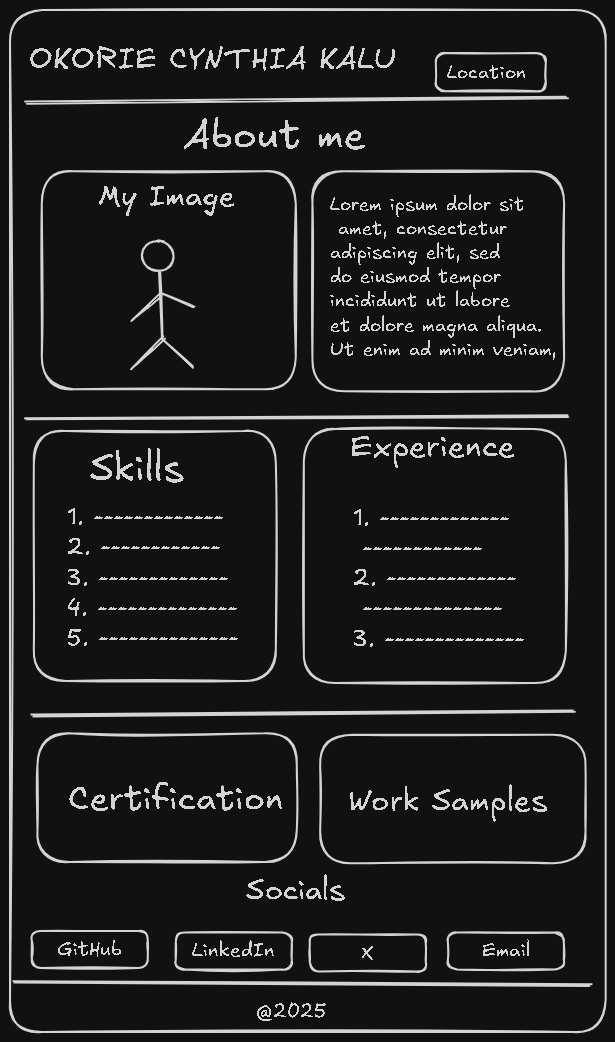 OKORIE CYNTHIA KALU
Location
About me
My Image
Lorem ipsum dolor sit
amet, consectetur
adipiscing elit, sed
do eiusmod tempor
incididunt ut labore
et dolore magna aliqua.
Ut enim ad minim veniam,
Skills
1. -------------
2. ------------
3. -------------
4. --------------
5. --------------
Experience
1. -------------
------------
2. -------------
--------------
3. --------------
Certification
Work Samples
Socials
GitHub
LinkedIn
X
Email
@2025